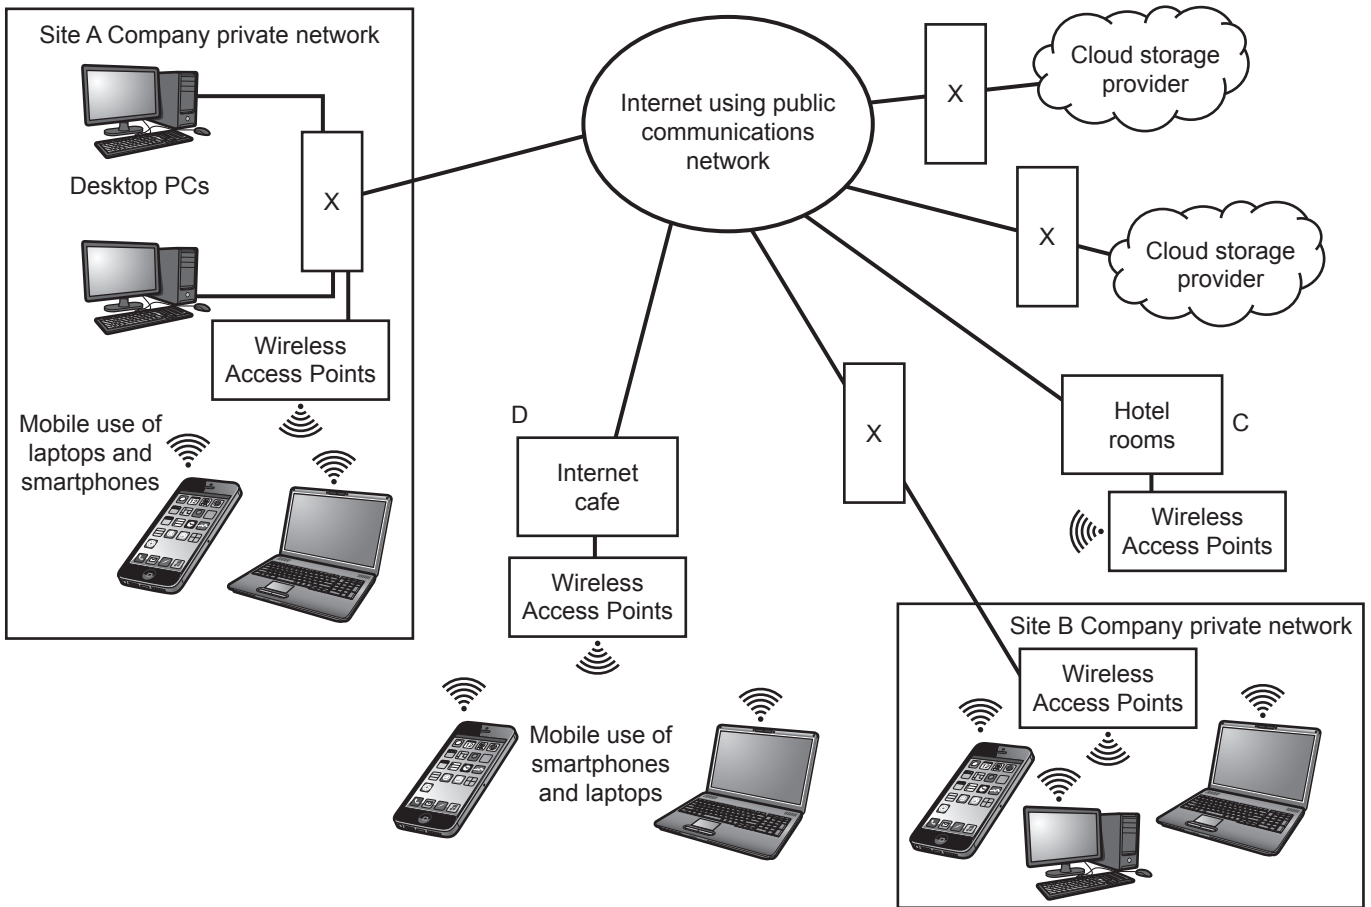 Site A Company private network
Desktop PCs
X
Wireless
Access Points
Mobile use of
laptops and
smartphones
Internet using public
communications
network
X
Cloud storage
provider
X
Cloud storage
provider
D
Internet
cafe
Wireless
Access Points
Mobile use of
smartphones
and laptops
X
Hotel
rooms
C
Wireless
Access Points
Site B Company private network
Wireless
Access Points